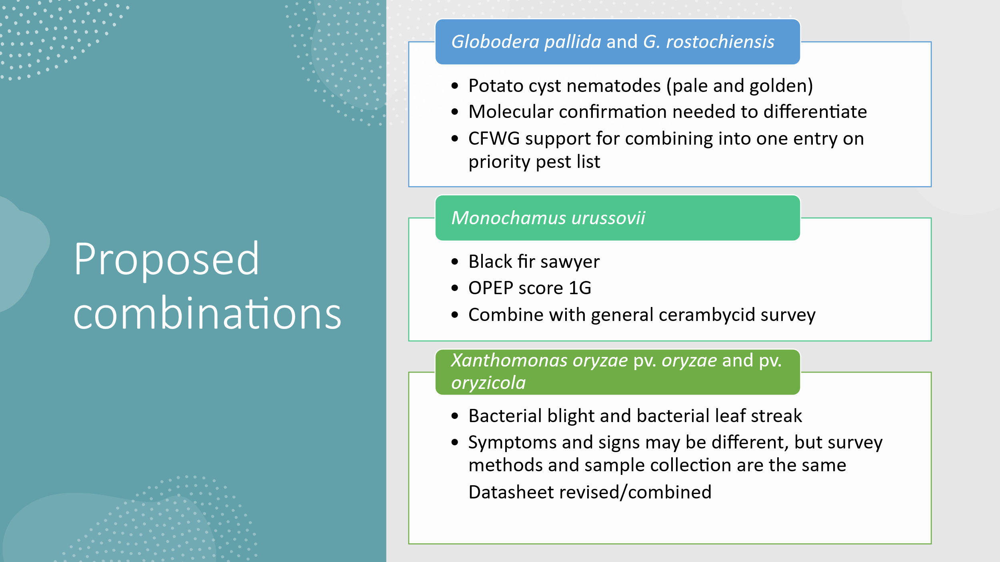 Proposed
combinations
Globodera pallida and G. rostochiensis
• Potato cyst nematodes (pale and golden)
• Molecular confirmation needed to differentiate
• CFWG support for combining into one entry on
priority pest list
Monochamus urussovii
• Black fir sawyer
• OPEP score 1G
• Combine with general cerambycid survey
Xanthomonas oryzae pv. oryzae and pv.
oryzicola
• Bacterial blight and bacterial leaf streak
• Symptoms and signs may be different, but survey
methods and sample collection are the same
Datasheet revised/combined